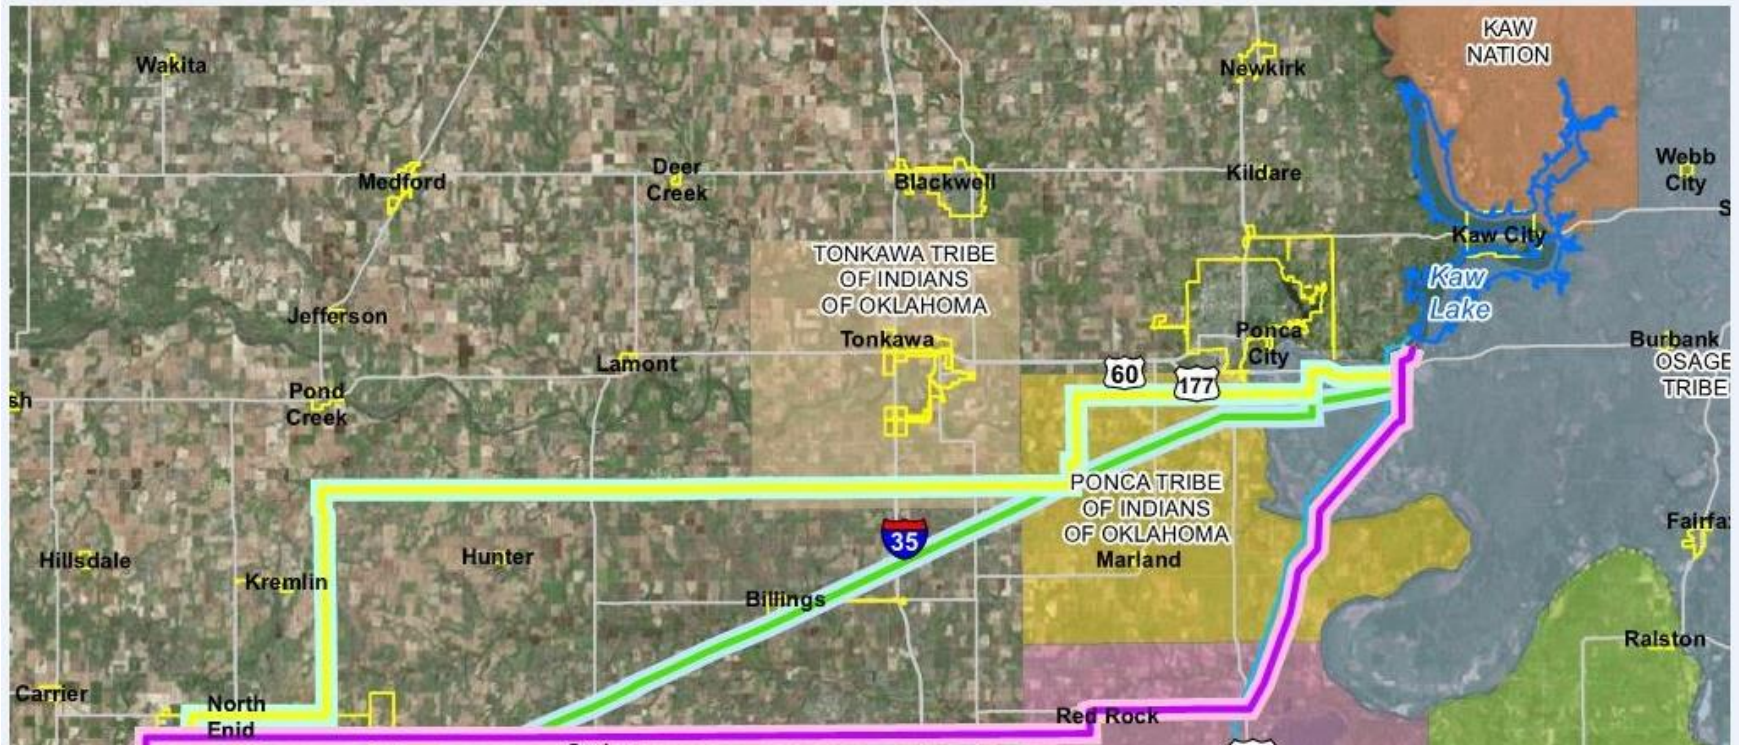 KAW
NATION
Wakita
Newkirk
Medford
Deer
Creek
Blackwell
Kildare
Webb
City
Kaw City
TONKAWA TRIBE
OF INDIANS
OF OKLAHOMA
Kaw
Lake
Jefferson
Tonkawa
Ponca
City
Burbank
OSAGE
TRIBE
Lamont
60
177
Pond
Creek
sh
PONCA TRIBE
OF INDIANS
OF OKLAHOMA
Marland
35
Fairfa
Hillsdale
Hunter
Kremlin
Billings
Ralston
Carrier
North
Enid
Red Rock